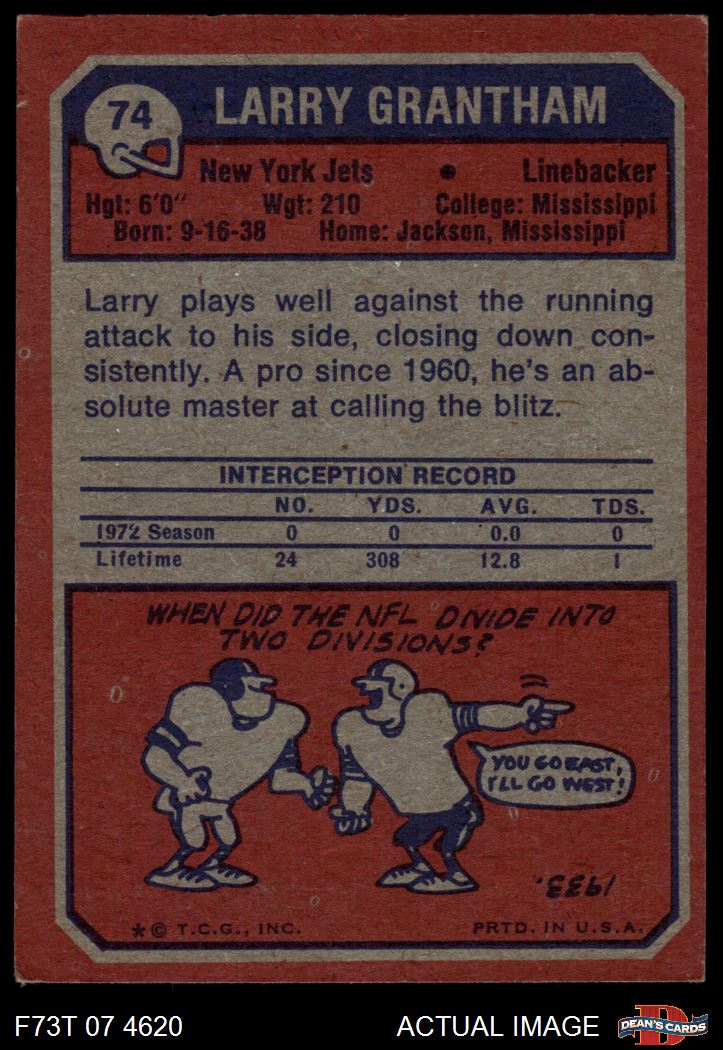 74
LARRY GRANTHAM
New York Jets • Linebacker
Hgt: 6'0" Wgt: 210 College: Mississippi
Born: 9-16-38 Home: Jackson, Mississippi
Larry plays well against the running
attack to his side, closing down con-
sistently. A pro since 1960, he's an ab-
solute master at calling the blitz.
INTERCEPTION RECORD
NO. YDS. AVG. TDS.
1972 Season 0 0 0.0 0
Lifetime 24 308 12.8 1
WHEN DID THE NFL DIVIDE INTO
TWO DIVISIONS?
YOU GO EAST,
I'LL GO WEST!
1933.
* © T.C.G., INC. PRTD. IN U.S.A.
F73T 07 4620 ACTUAL IMAGE
D
DEAN'S CARDS